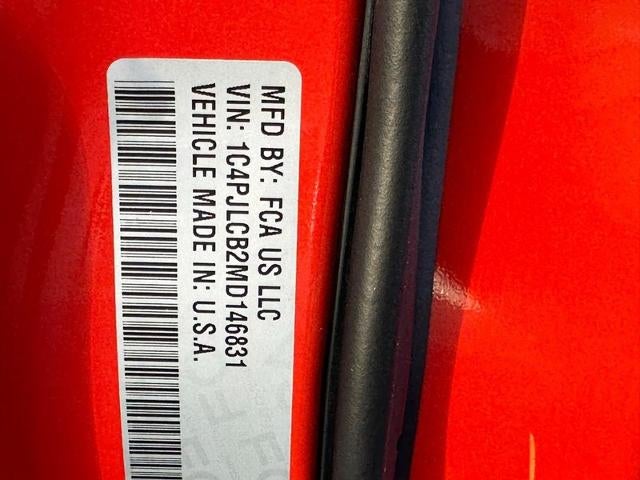 MFD BY: FCA US LLC
VIN: 1C4PJLCB2MD146831
VEHICLE MADE IN: U.S.A.